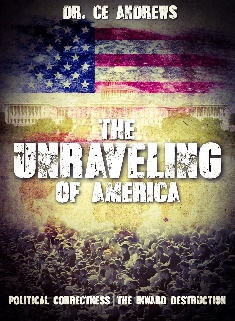 DR. CE ANDREWS
THE
UNRAVELING
OF AMERICA
POLITICAL CORRECTNESS THE INWARD DESTRUCTION